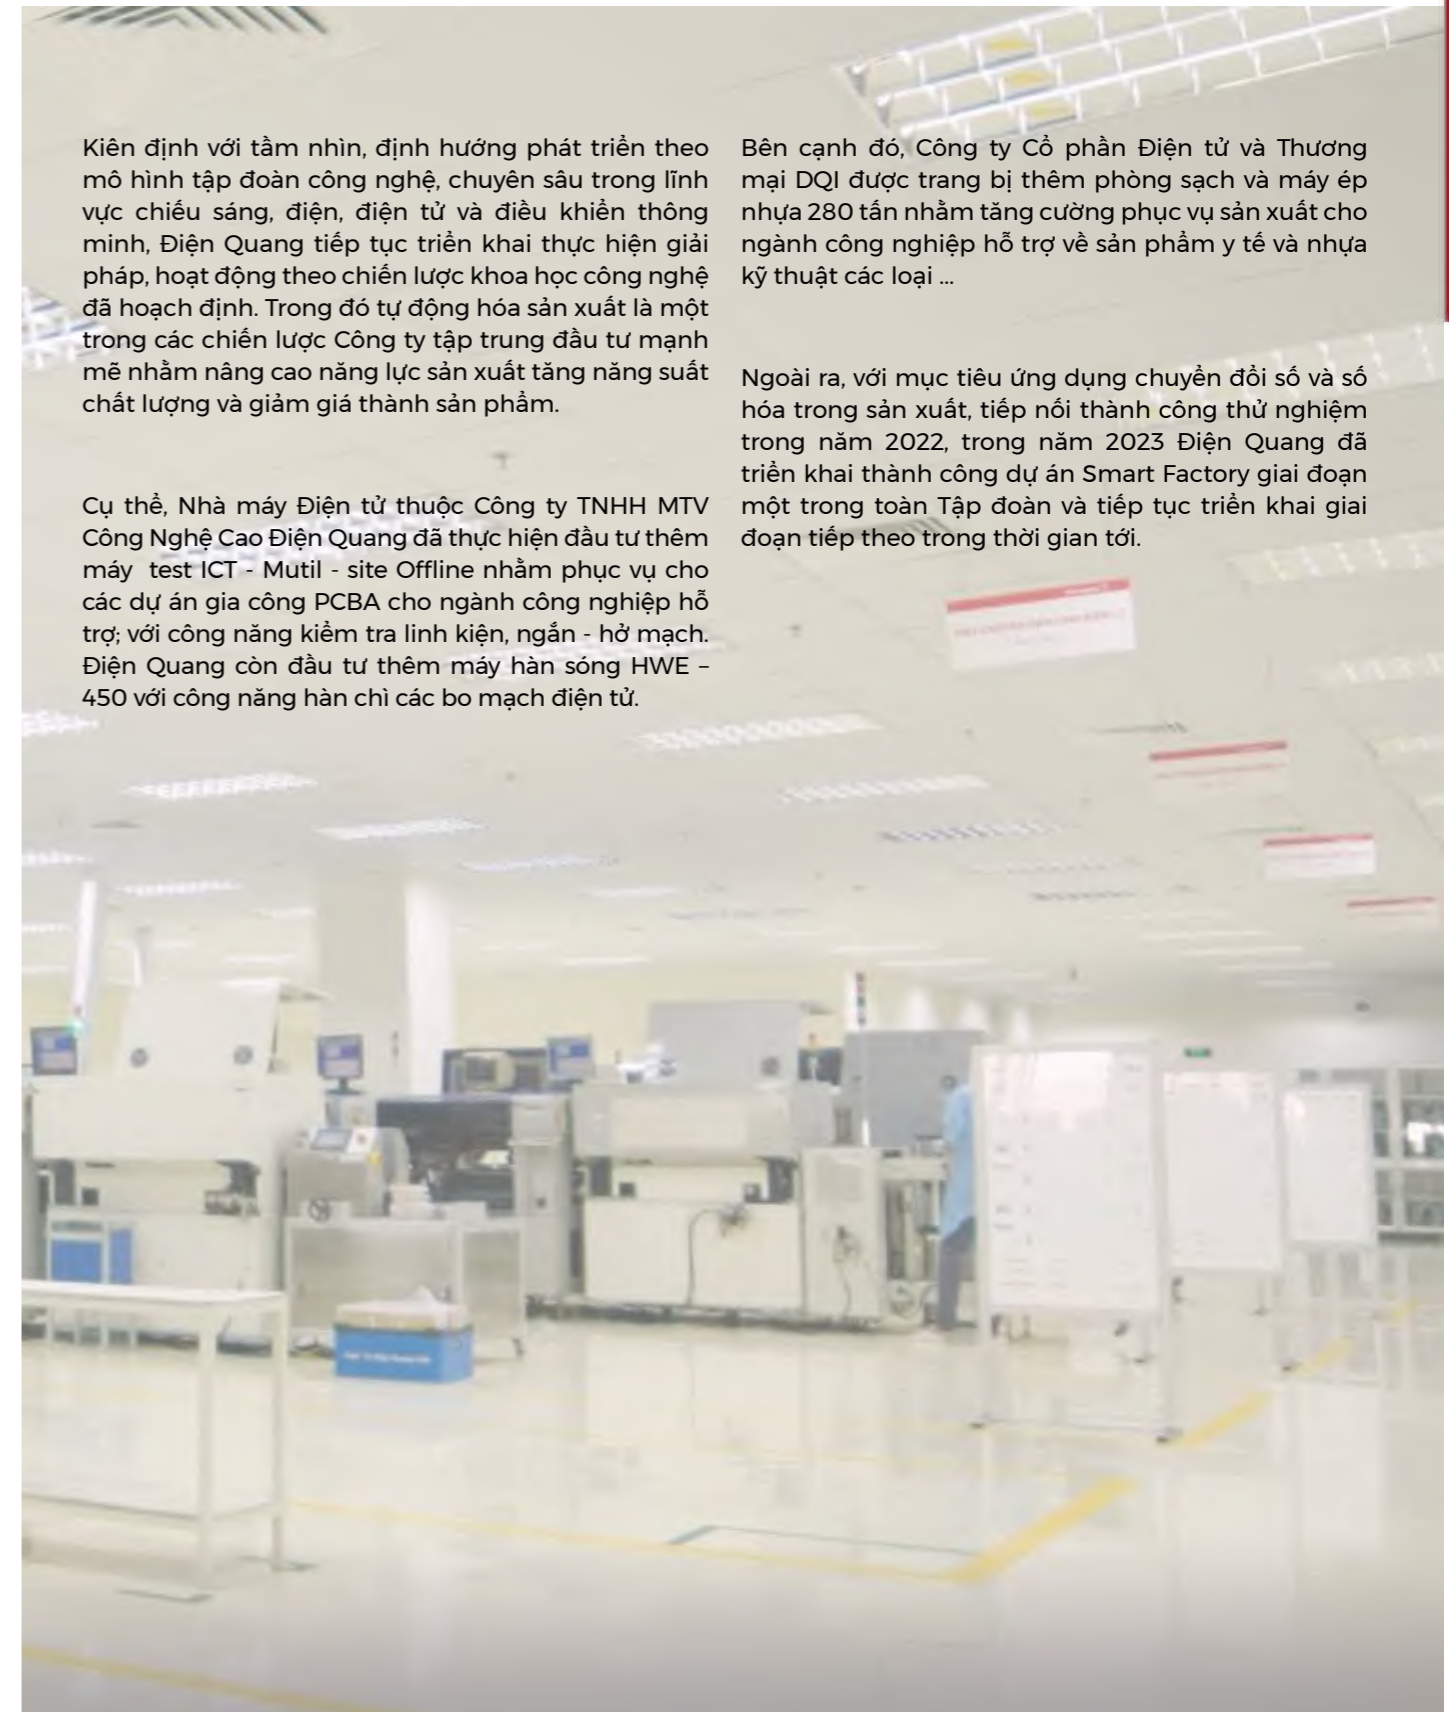 Kiên định với tầm nhìn, định hướng phát triển theo
mô hình tập đoàn công nghệ, chuyên sâu trong lĩnh
vực chiếu sáng, điện, điện tử và điều khiển thông
minh, Điện Quang tiếp tục triển khai thực hiện giải
pháp, hoạt động theo chiến lược khoa học công nghệ
đã hoạch định. Trong đó tự động hóa sản xuất là một
trong các chiến lược Công ty tập trung đầu tư mạnh
mẽ nhằm nâng cao năng lực sản xuất tăng năng suất
chất lượng và giảm giá thành sản phẩm.
Cụ thể, Nhà máy Điện tử thuộc Công ty TNHH MTV
Công Nghệ Cao Điện Quang đã thực hiện đầu tư thêm
máy  test ICT - Mutil - site Offline nhằm phục vụ cho
các dự án gia công PCBA cho ngành công nghiệp hỗ
trợ; với công năng kiểm tra linh kiện, ngắn - hở mạch.
Điện Quang còn đầu tư thêm máy hàn sóng HWE –
450 với công năng hàn chì các bo mạch điện tử.
Bên cạnh đó, Công ty Cổ phần Điện tử và Thương
mại DQI được trang bị thêm phòng sạch và máy ép
nhựa 280 tấn nhằm tăng cường phục vụ sản xuất cho
ngành công nghiệp hỗ trợ về sản phẩm y tế và nhựa
kỹ thuật các loại ...
Ngoài ra, với mục tiêu ứng dụng chuyển đổi số và số
hóa trong sản xuất, tiếp nối thành công thử nghiệm
trong năm 2022, trong năm 2023 Điện Quang đã
triển khai thành công dự án Smart Factory giai đoạn
một trong toàn Tập đoàn và tiếp tục triển khai giai
đoạn tiếp theo trong thời gian tới.